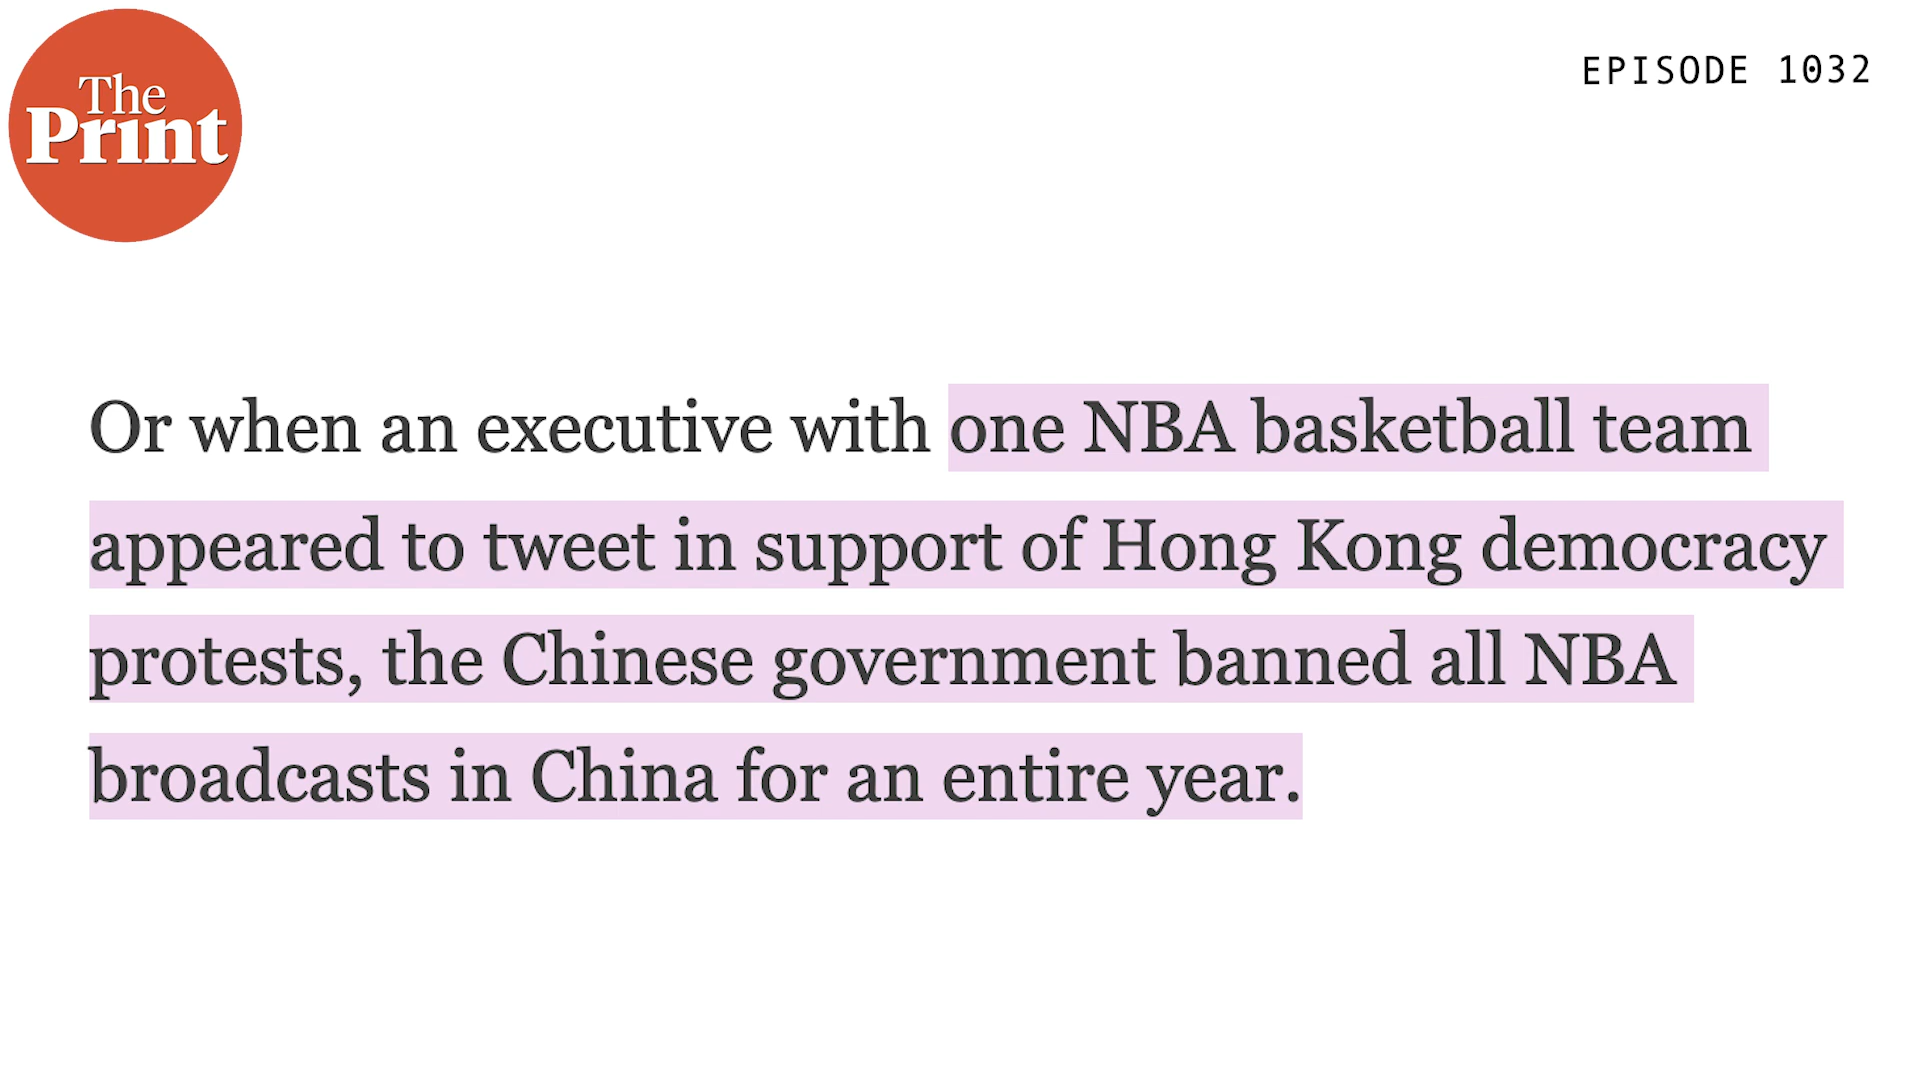 The
Print
EPISODE 1032
Or when an executive with one NBA basketball team
appeared to tweet in support of Hong Kong democracy
protests, the Chinese government banned all NBA
broadcasts in China for an entire year.